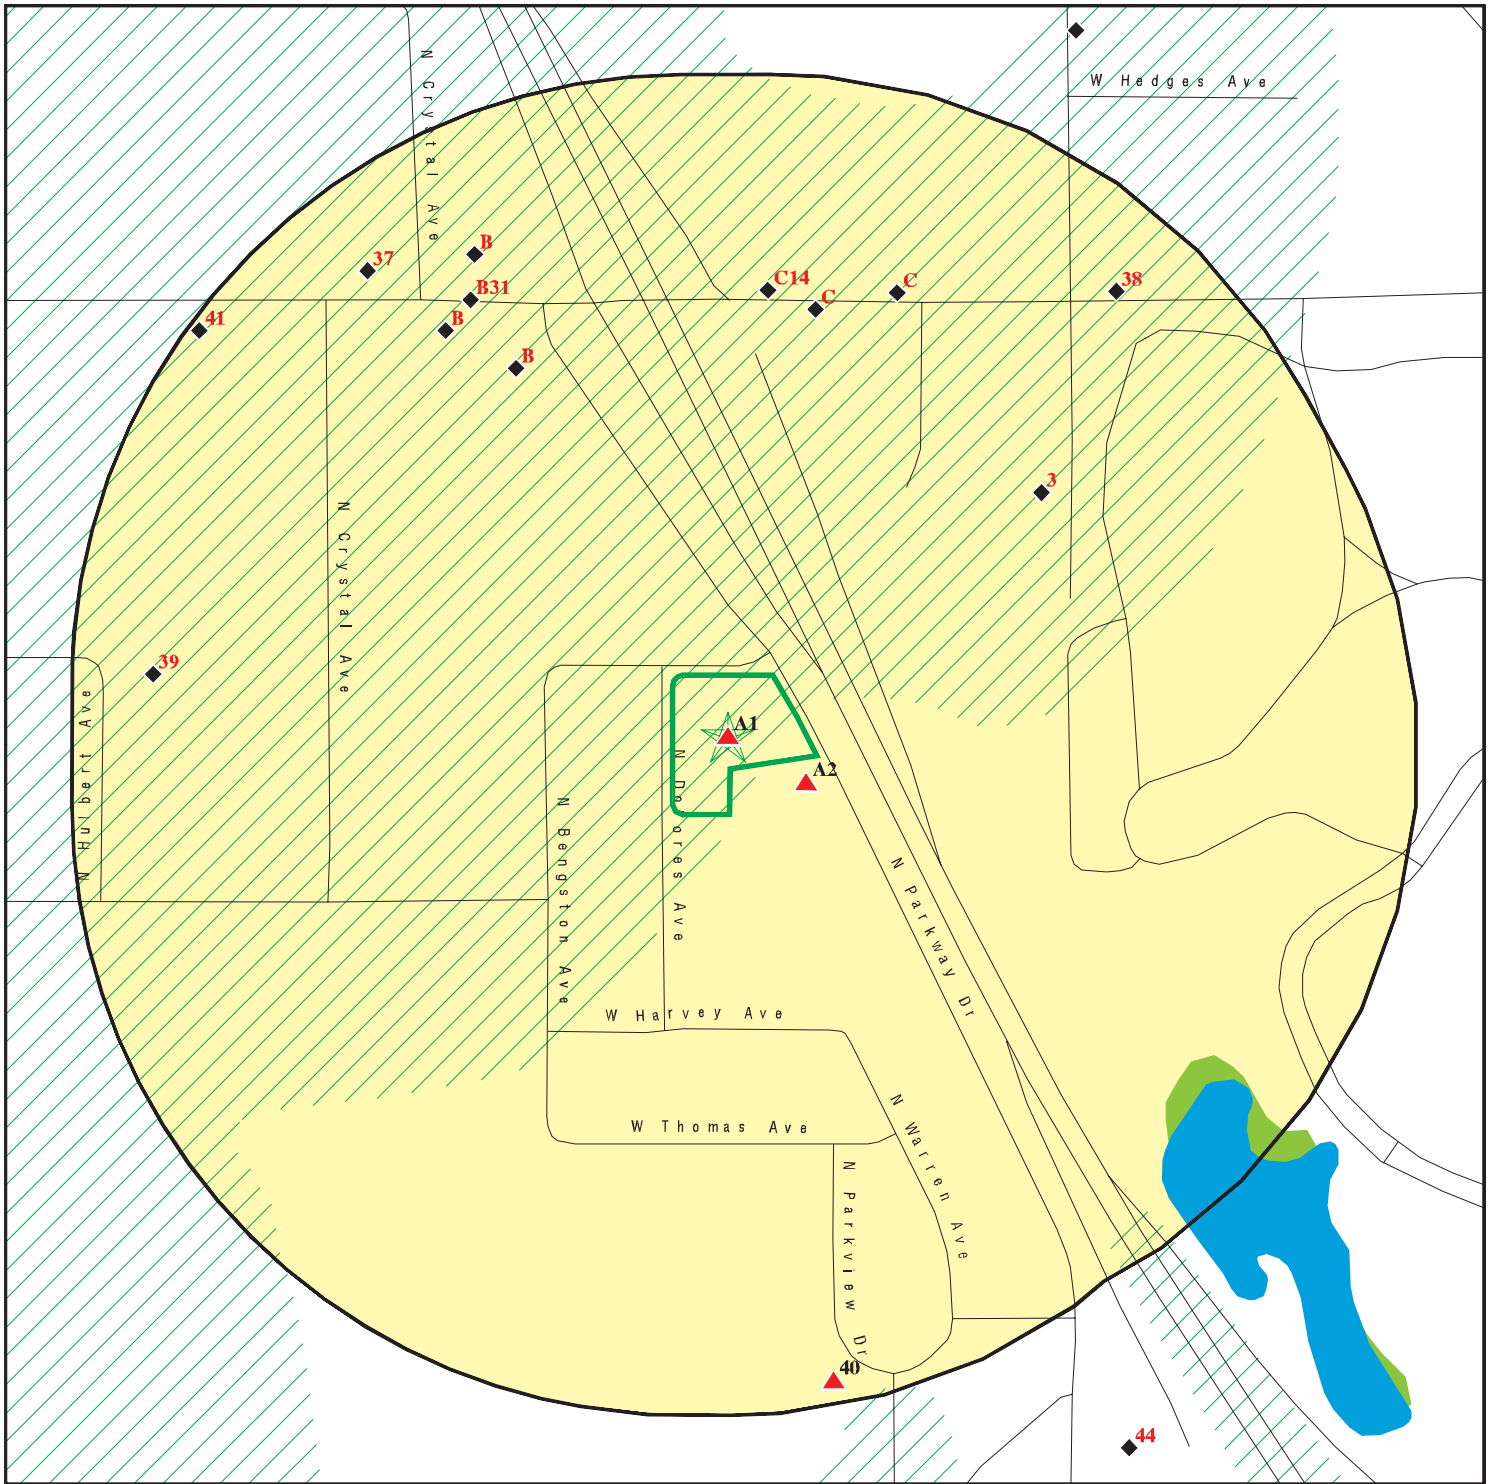 N Crystal Ave
W Hedges Ave
B
37
C14
C
38
B31
C
41
B
B
3
N Crystal Ave
39
N Hulbert Ave
A1
A2
N Dolores Ave
N Bengston Ave
N Parkway Dr
W Harvey Ave
N Warren Ave
W Thomas Ave
N Parkview Dr
40
44